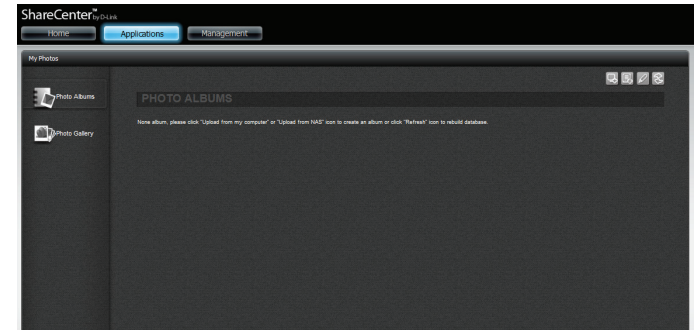 ShareCenter™ by D-Link
Home Applications Management
My Photos
Photo Albums
PHOTO ALBUMS
None album, please click "Upload from my computer" or "Upload from NAS" icon to create an album or click "Refresh" icon to rebuild database.
Photo Gallery